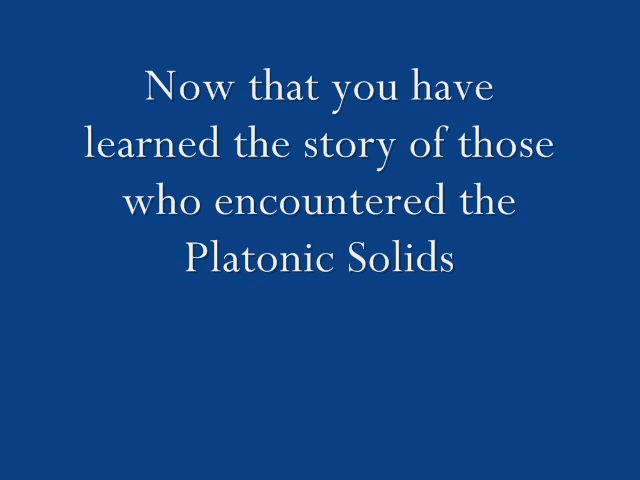 Now that you have
learned the story of those
who encountered the
Platonic Solids